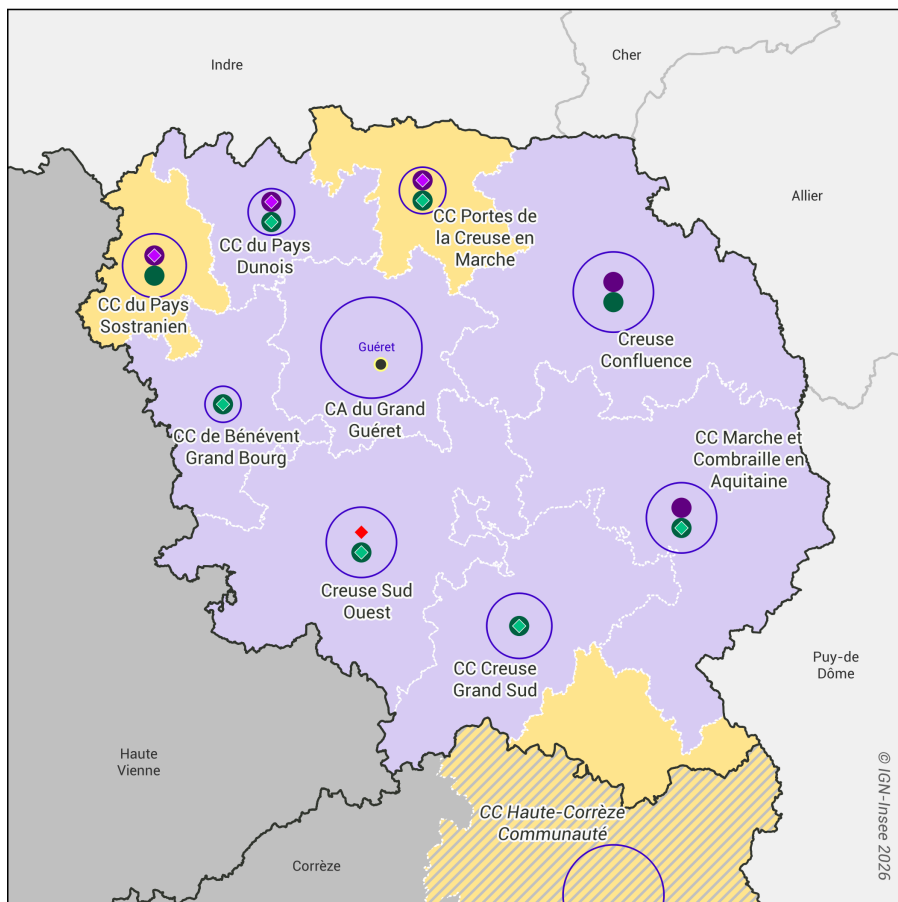 Indre
Cher
Allier
CC Portes de
la Creuse en
Marche
CC du Pays
Dunois
CC du Pays
Sostranien
Creuse
Confluence
Guéret
CA du Grand
Guéret
CC de Bénévent
Grand Bourg
CC Marche et
Combraille en
Aquitaine
Creuse Sud
Ouest
CC Creuse
Grand Sud
Puy-de
Dôme
Haute
Vienne
CC Haute-Corrèze
Communauté
Corrèze
© IGN-Insee 2026